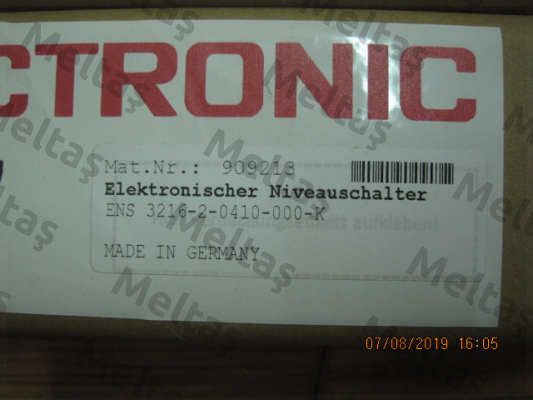 CTRONIC
Mat.Nr.: 909213
Elektronischer Niveauschalter
ENS 3216-2-0410-000-K
MADE IN GERMANY
07/08/2019 16:05
Meltaş